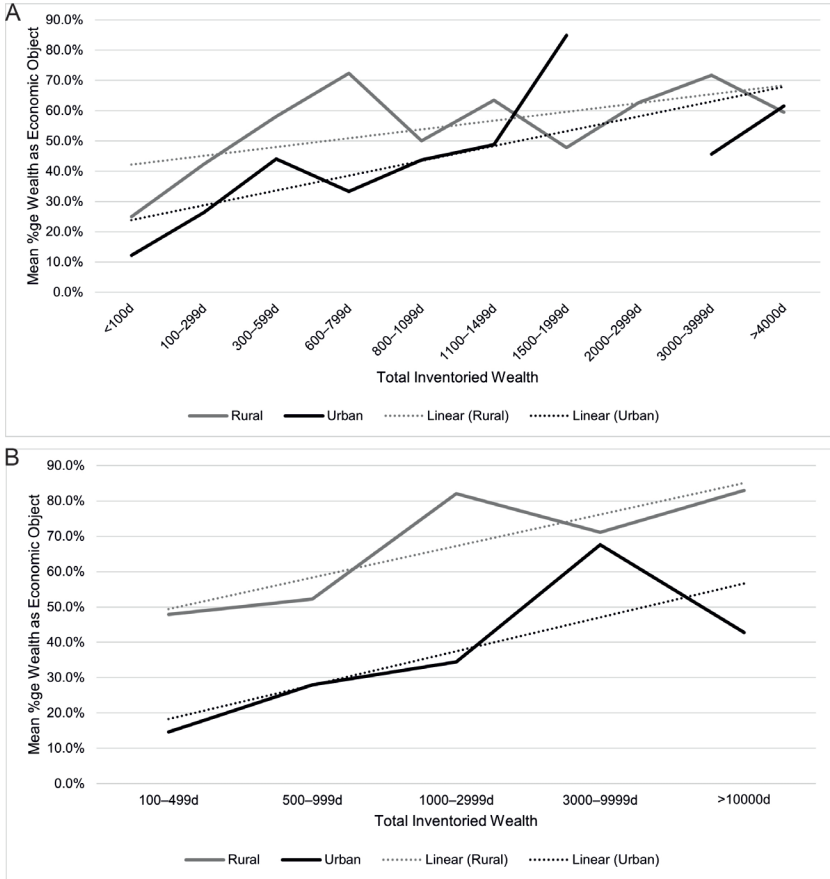 A
Mean %ge Wealth as Economic Object
90.0%
80.0%
70.0%
60.0%
50.0%
40.0%
30.0%
20.0%
10.0%
0.0%
<100d
100–299d
300–599d
600–799d
800–1099d
1100–1499d
1500–1999d
2000–2999d
3000–3999d
>4000d
Total Inventoried Wealth
Rural Urban Linear (Rural) Linear (Urban)
B
Mean %ge Wealth as Economic Object
90.0%
80.0%
70.0%
60.0%
50.0%
40.0%
30.0%
20.0%
10.0%
0.0%
100–499d 500–999d 1000–2999d 3000–9999d >10000d
Total Inventoried Wealth
Rural Urban Linear (Rural) Linear (Urban)